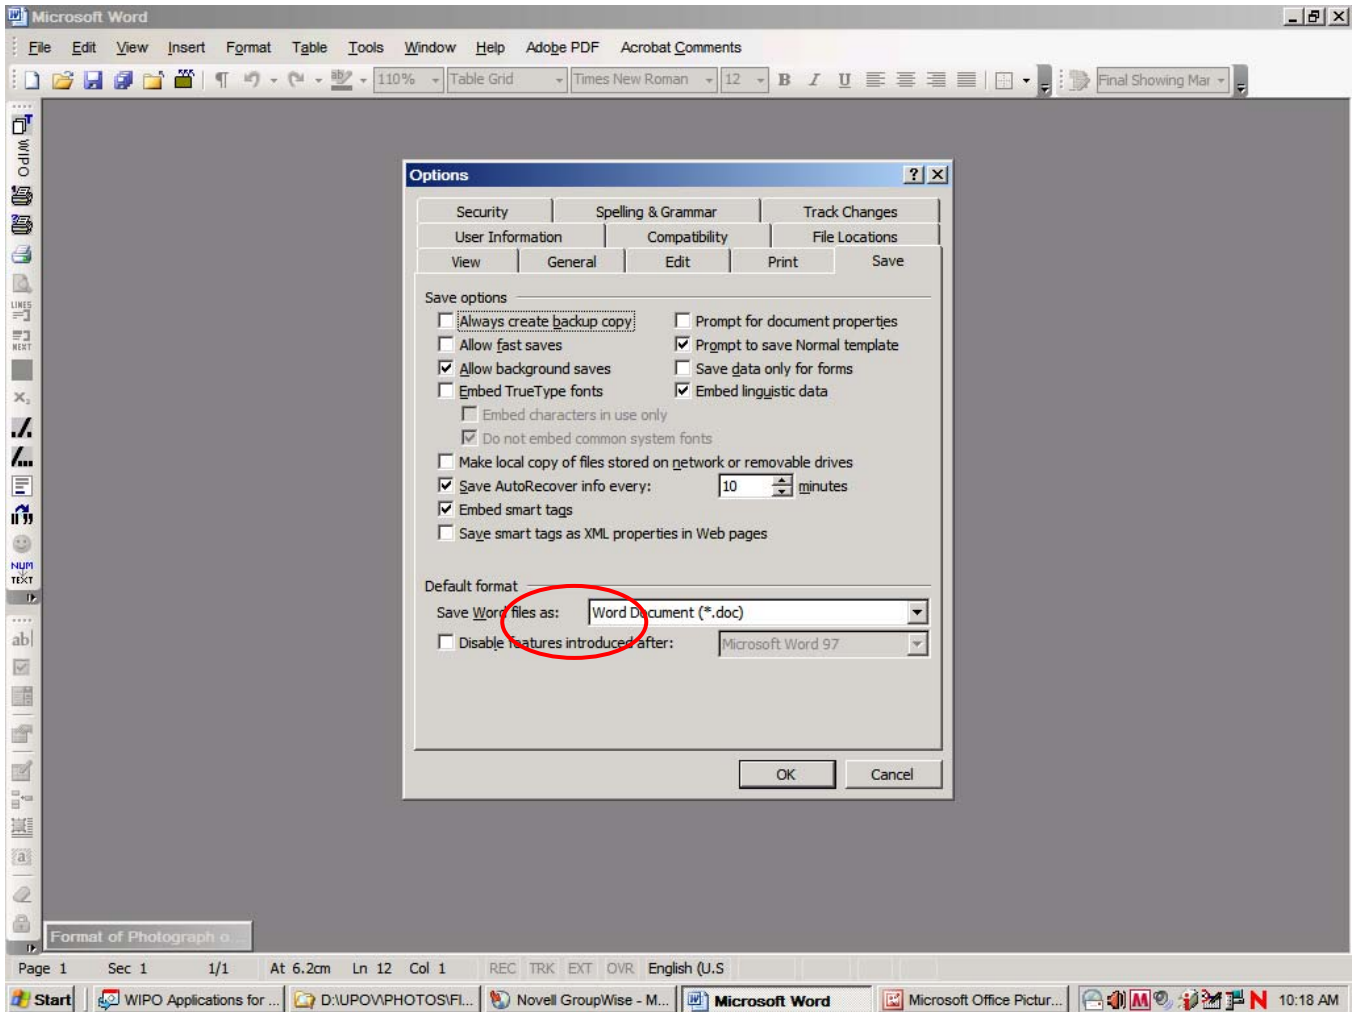 Microsoft Word
File Edit View Insert Format Table Tools Window Help Adobe PDF Acrobat Comments
110% Table Grid Times New Roman 12 B I U Final Showing Mar
WIPO
LINES
NEXT
NUM
TEXT
ab
a
Options
Security Spelling & Grammar Track Changes
User Information Compatibility File Locations
View General Edit Print Save
Save options
Always create backup copy Prompt for document properties
Allow fast saves Prompt to save Normal template
Allow background saves Save data only for forms
Embed TrueType fonts Embed linguistic data
Embed characters in use only
Do not embed common system fonts
Make local copy of files stored on network or removable drives
Save AutoRecover info every: 10 minutes
Embed smart tags
Save smart tags as XML properties in Web pages
Default format
Save Word files as: Word Document (*.doc)
Disable features introduced after: Microsoft Word 97
OK Cancel
Format of Photograph o...
Page 1 Sec 1 1/1 At 6.2cm Ln 12 Col 1 REC TRK EXT OVR English (U.S
Start WIPO Applications for ... D:\UPOV\PHOTOS\FI... Novell GroupWise - M... Microsoft Word Microsoft Office Pictur... 10:18 AM